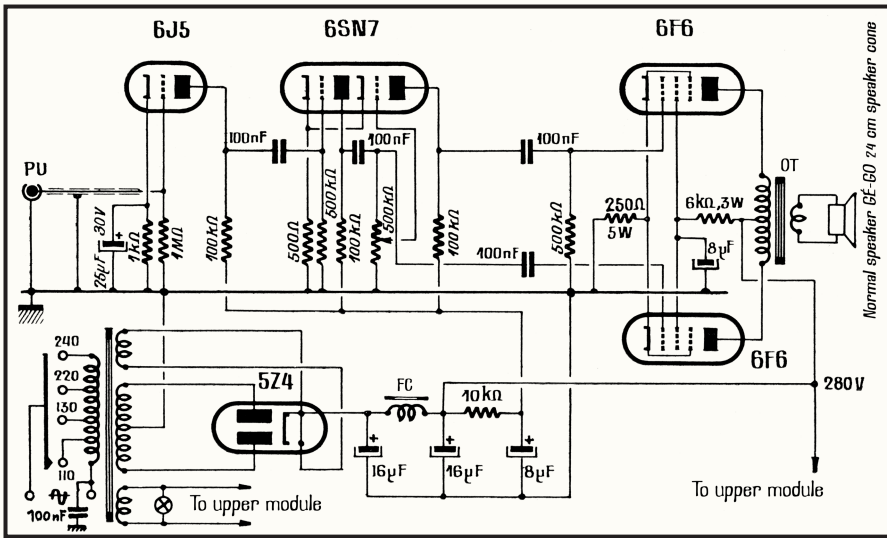 6J5
6SN7
6F6
PU
30V
+
25µF
1kΩ
1MΩ
100nF
100kΩ
500Ω
500kΩ
100kΩ
100nF
500kΩ
100kΩ
100nF
100nF
500kΩ
250Ω
5W
6kΩ, 3W
8µF
OT
6F6
Normal speaker GÉ-GO 24 cm speaker cone
240
220
130
110
100nF
5Z4
FC
10kΩ
+
16µF
+
16µF
+
8µF
280V
To upper module
To upper module